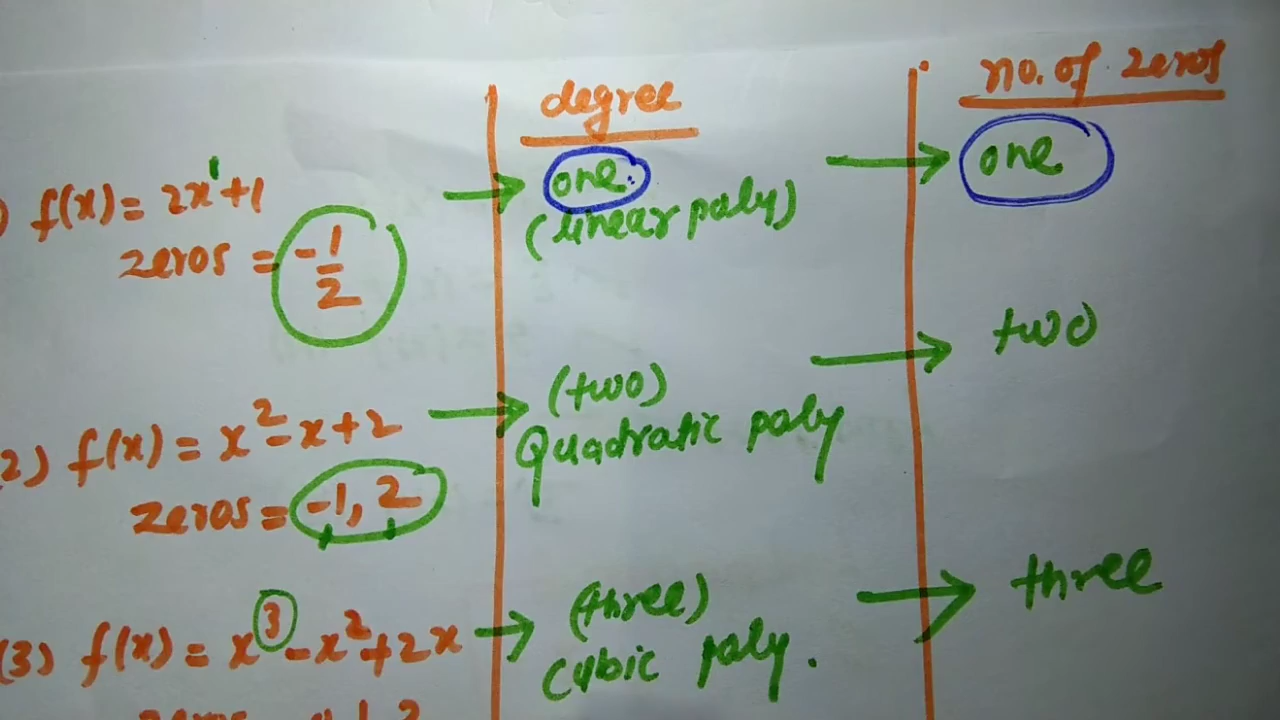 degree no. of zeros
) f(x) = 2x¹+1 → one → one
zeros = -1/2 (linear poly)
2) f(x) = x²-x+2 → (two) → two
zeros = -1, 2 Quadratic poly
(3) f(x) = x³-x²+2x → (three) → three
cubic poly.
zeros